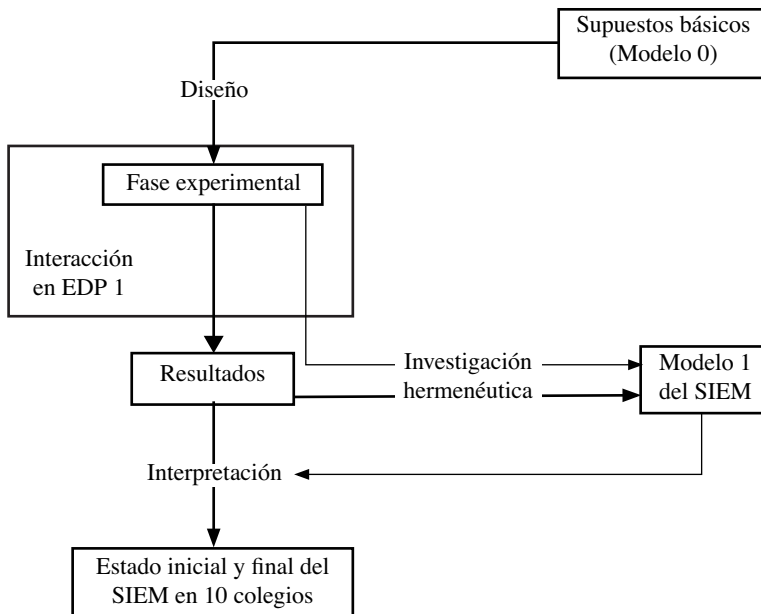 Supuestos básicos
(Modelo 0)
Diseño
Fase experimental
Interacción
en EDP 1
Resultados
Investigación
hermenéutica
Modelo 1
del SIEM
Interpretación
Estado inicial y final del
SIEM en 10 colegios